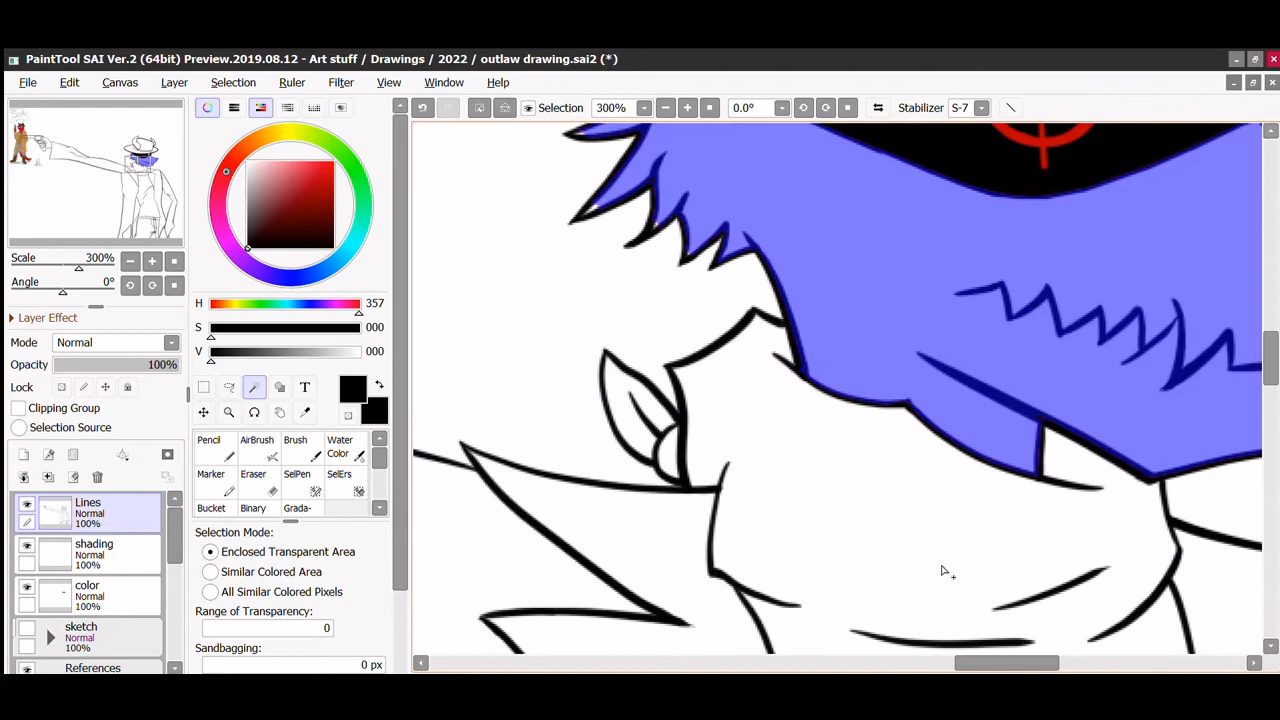 PaintTool SAI Ver.2 (64bit) Preview.2019.08.12 - Art stuff / Drawings / 2022 / outlaw drawing.sai2 (*)
File Edit Canvas Layer Selection Ruler Filter View Window Help
Selection 300% 0.0° Stabilizer S-7
Scale 300%
Angle 0°
Layer Effect
Mode Normal
Opacity 100%
Lock
Clipping Group
Selection Source
Lines
Normal
100%
shading
Normal
100%
color
Normal
100%
sketch
Normal
100%
References
H 357
S 000
V 000
T
Pencil AirBrush Brush Water Color
Marker Eraser SelPen SelErs
Bucket Binary Grada-
Selection Mode:
Enclosed Transparent Area
Similar Colored Area
All Similar Colored Pixels
Range of Transparency:
0
Sandbagging:
0 px